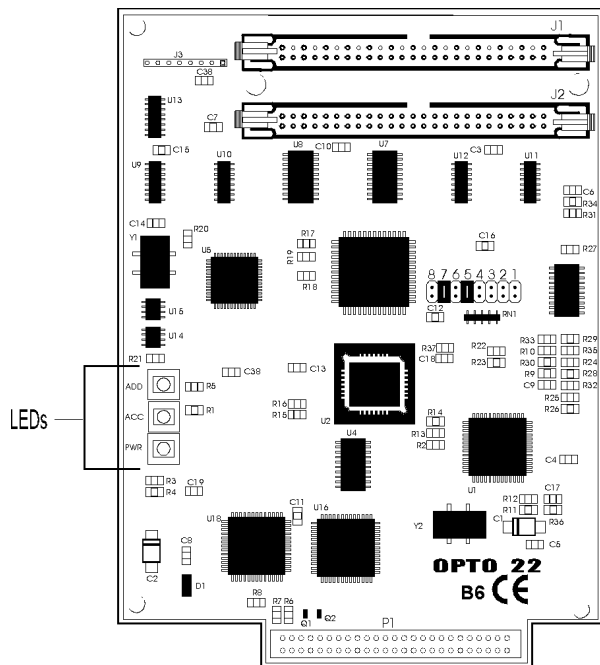 J1
J3
C38
J2
U13
C7
C15
C10
C3
U9
U10
U8
U7
U12
U11
C6
R34
R31
C14
R20
Y1
U5
R17
R19
R18
C16
R27
8 7 6 5 4 3 2 1
C12
RN1
U15
U14
R21
R33
R29
R10
R35
R30
R24
R9
R28
C9
R32
R25
R26
R37
C18
R22
R23
C13
C38
LEDs
ADD
R5
ACC
R1
PWR
R16
R15
U2
R14
R13
R2
U4
C4
U1
R3
R4
C19
C11
U18
U16
R12
C17
R11
Y2
C1
R36
C5
C8
C2
D1
OPTO 22
B6 CE
R8
R7
R6
Q1
Q2
P1